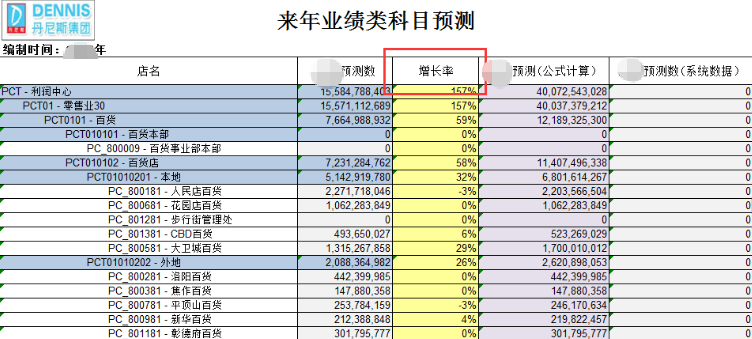 DENNIS
丹尼斯集团
丹尼斯
来年业绩类科目预测
编制时间: 年
店名 预测数 增长率 预测(公式计算) 预测数(系统数据)
PCT - 利润中心 15,584,788,403 157% 40,072,543,028 0
PCT01 - 零售业30 15,571,112,689 157% 40,037,379,212 0
PCT0101 - 百货 7,664,988,932 59% 12,189,325,300 0
PCT010101 - 百货本部 0 0% 0 0
PC_800009 - 百货事业部本部 0 0% 0 0
PCT010102 - 百货店 7,231,284,762 58% 11,407,496,338 0
PCT01010201 - 本地 5,142,919,780 32% 6,801,614,267 0
PC_800181 - 人民店百货 2,271,718,046 -3% 2,203,566,504 0
PC_800681 - 花园店百货 1,062,283,849 0% 1,062,283,849 0
PC_801281 - 步行街管理处 0 0% 0 0
PC_801381 - CBD百货 493,650,027 6% 523,269,029 0
PC_800581 - 大卫城百货 1,315,267,858 29% 1,700,010,012 0
PCT01010202 - 外地 2,088,364,982 26% 2,620,898,053 0
PC_800281 - 洛阳百货 442,399,985 0% 442,399,985 0
PC_800381 - 焦作百货 147,880,358 0% 147,880,358 0
PC_800781 - 平顶山百货 253,784,159 -3% 246,170,634 0
PC_800981 - 新华百货 212,388,848 4% 219,822,457 0
PC_801181 - 彰德府百货 301,795,777 0% 301,795,777 0